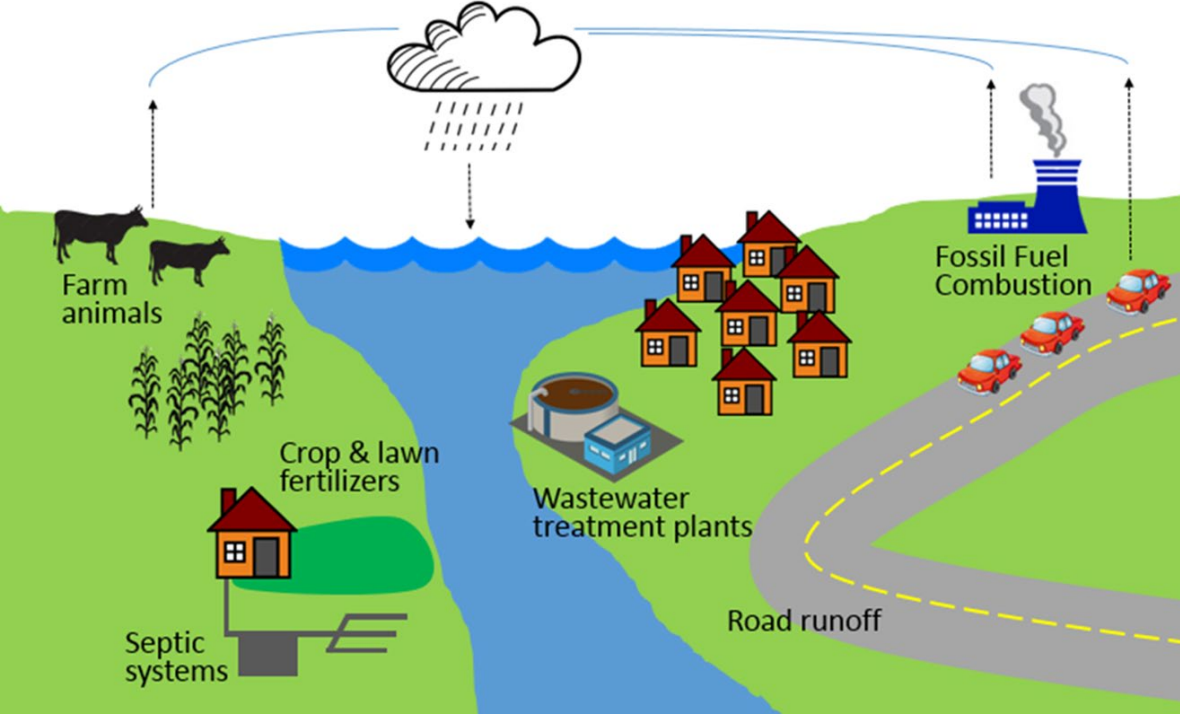 Farm
animals
Fossil Fuel
Combustion
Crop & lawn
fertilizers
Wastewater
treatment plants
Road runoff
Septic
systems